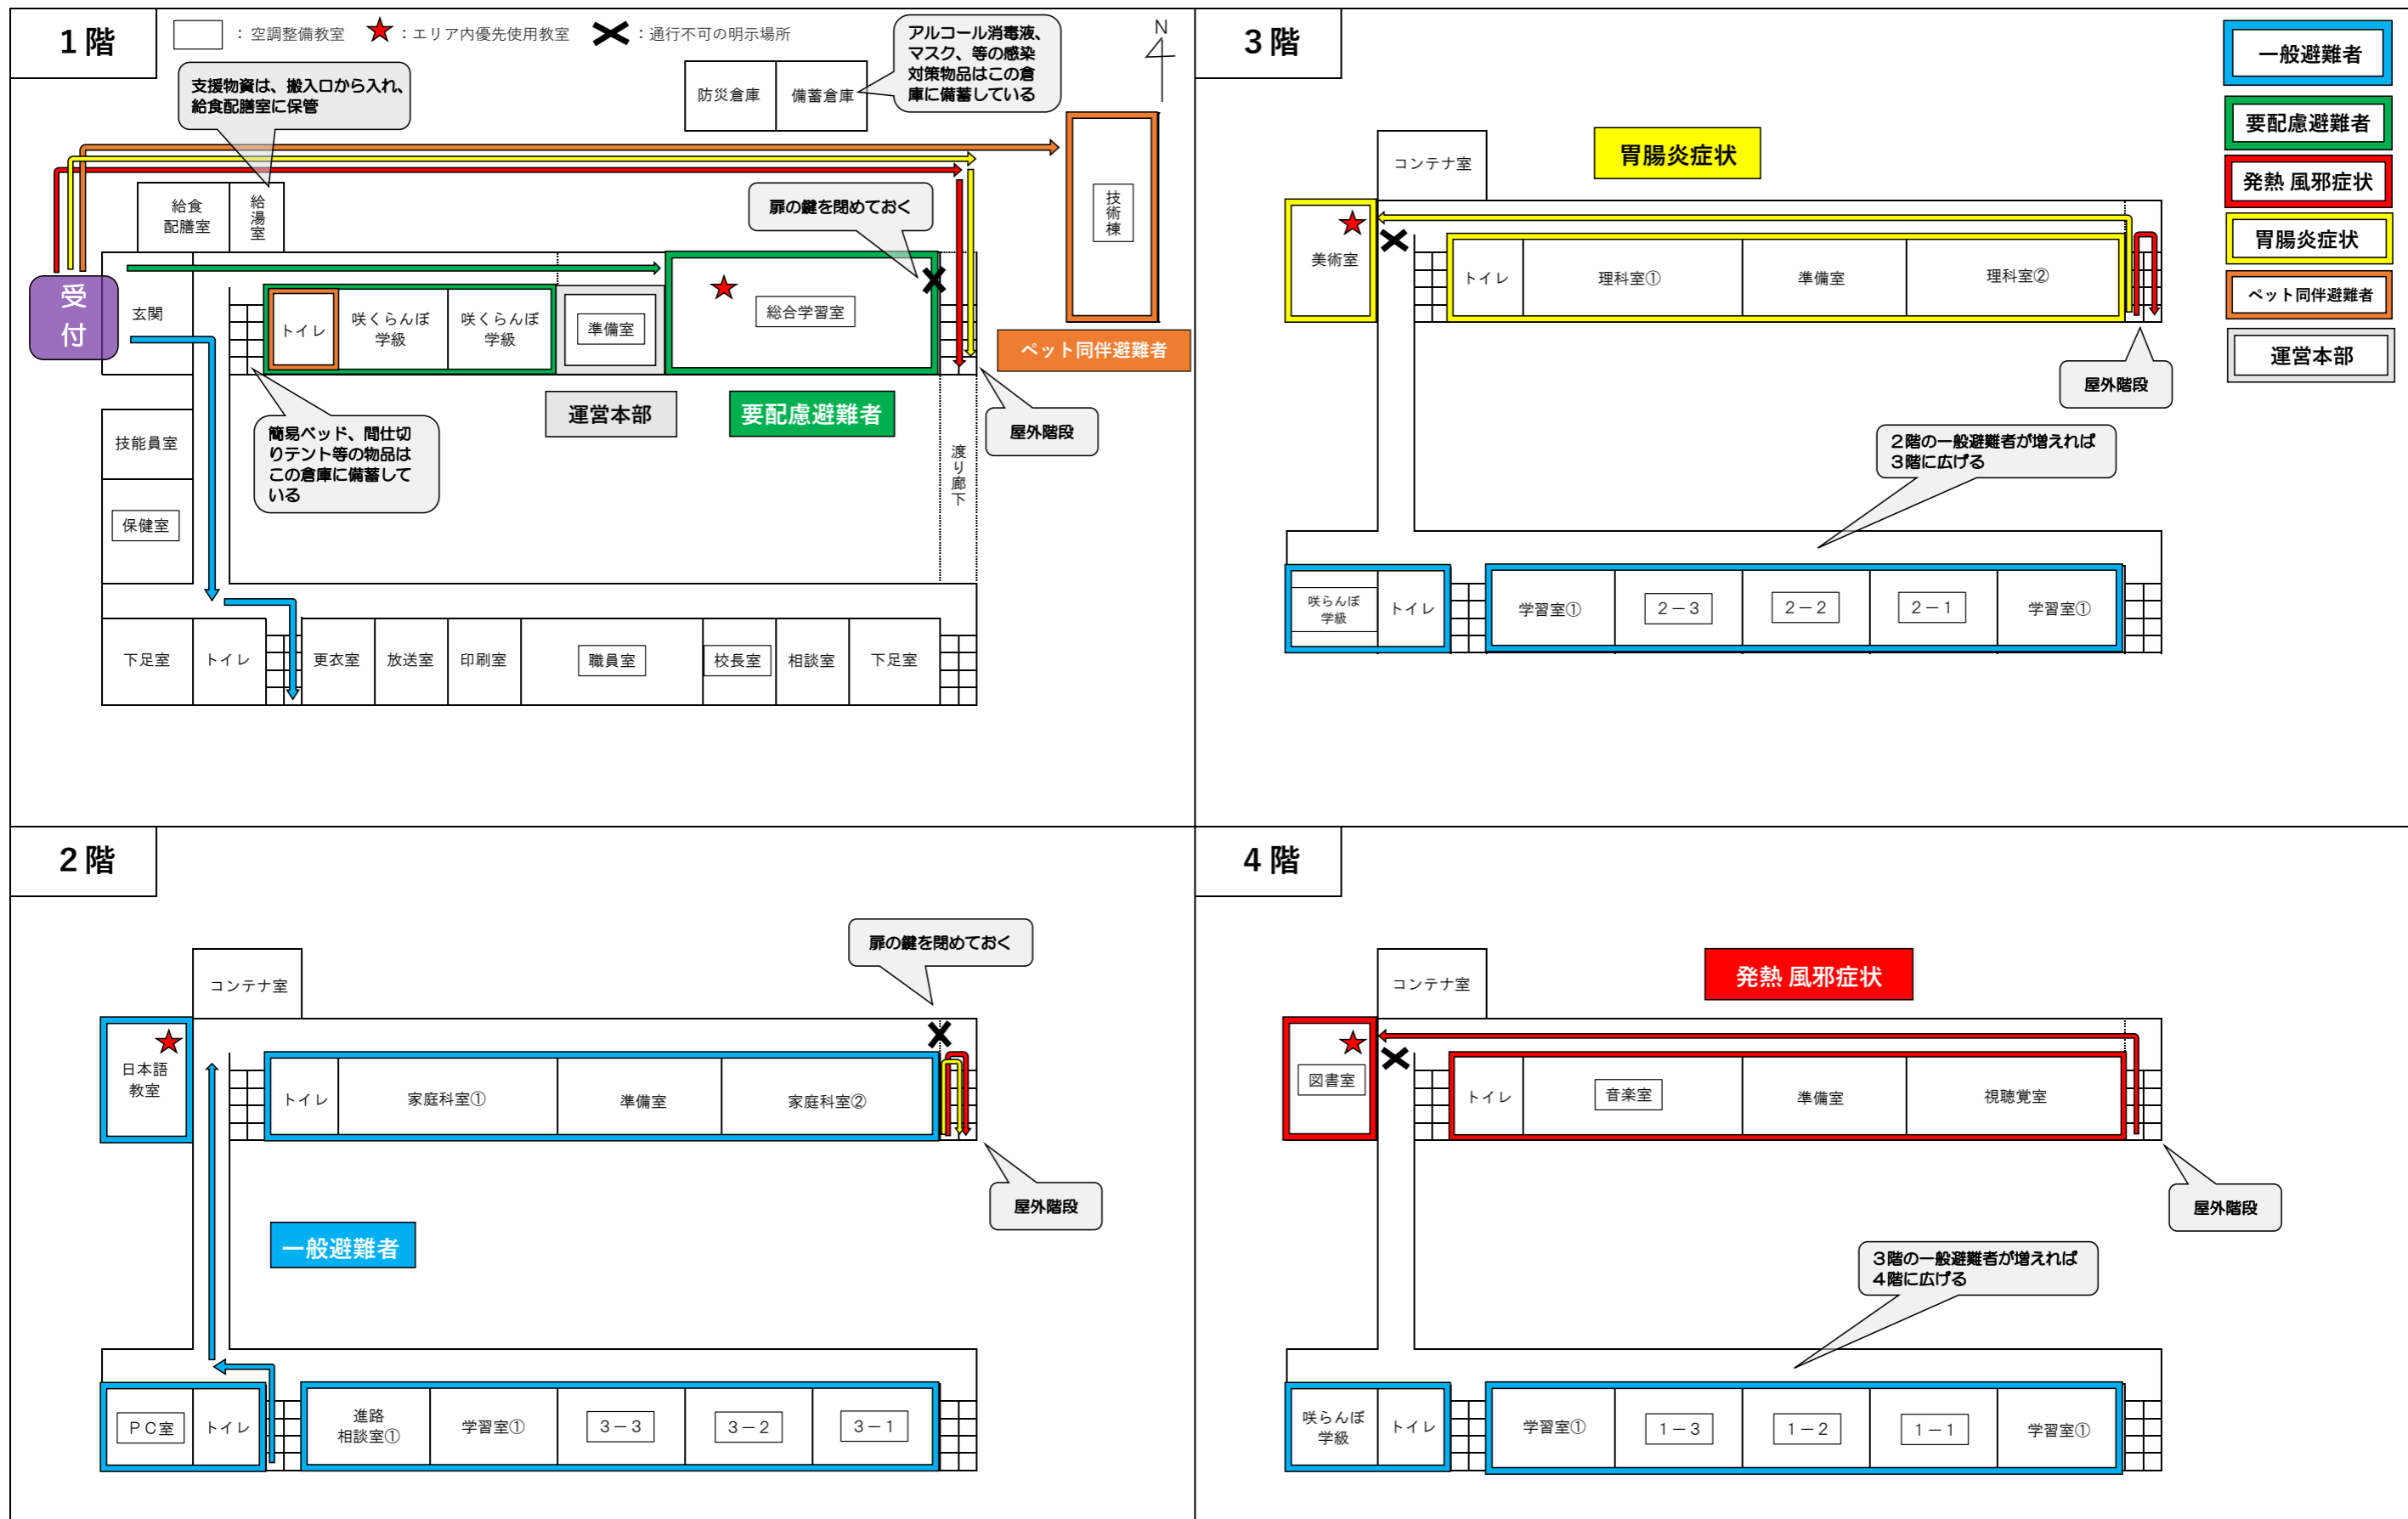 1階
：空調整備教室
：エリア内優先使用教室
：通行不可の明示場所
支援物資は、搬入口から入れ、
給食配膳室に保管
防災倉庫
備蓄倉庫
アルコール消毒液、
マスク、等の感染
対策物品はこの倉
庫に備蓄している
N
給食
配膳室
給湯室
扉の鍵を閉めておく
技術棟
受付
玄関
トイレ
咲くらんぼ
学級
咲くらんぼ
学級
準備室
総合学習室
ペット同伴避難者
運営本部
要配慮避難者
屋外階段
簡易ベッド、間仕切
りテント等の物品は
この倉庫に備蓄して
いる
技能員室
保健室
渡り廊下
下足室
トイレ
更衣室
放送室
印刷室
職員室
校長室
相談室
下足室
3階
胃腸炎症状
コンテナ室
美術室
トイレ
理科室①
準備室
理科室②
屋外階段
2階の一般避難者が増えれば
3階に広げる
咲らんぼ
学級
トイレ
学習室①
2－3
2－2
2－1
学習室①
一般避難者
要配慮避難者
発熱 風邪症状
胃腸炎症状
ペット同伴避難者
運営本部
2階
扉の鍵を閉めておく
コンテナ室
日本語
教室
トイレ
家庭科室①
準備室
家庭科室②
屋外階段
一般避難者
ＰＣ室
トイレ
進路
相談室①
学習室①
3－3
3－2
3－1
4階
発熱 風邪症状
コンテナ室
図書室
トイレ
音楽室
準備室
視聴覚室
屋外階段
3階の一般避難者が増えれば
4階に広げる
咲らんぼ
学級
トイレ
学習室①
1－3
1－2
1－1
学習室①